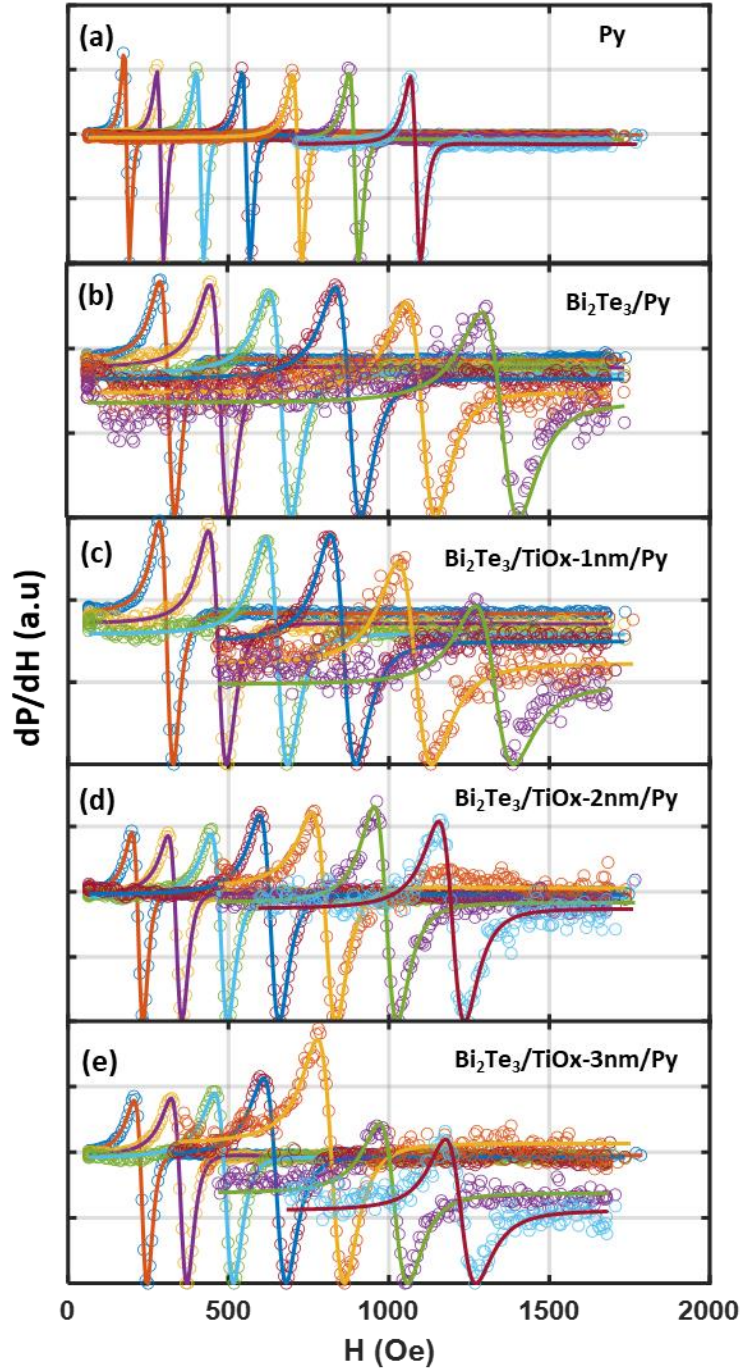 (a)
Py
(b)
Bi₂Te₃/Py
(c)
Bi₂Te₃/TiOx-1nm/Py
dP/dH (a.u)
(d)
Bi₂Te₃/TiOx-2nm/Py
(e)
Bi₂Te₃/TiOx-3nm/Py
0 500 1000 1500 2000
H (Oe)